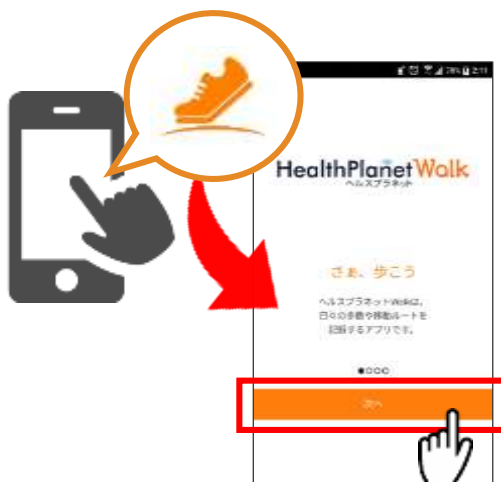 HealthPlanet Walk
ヘルスプラネット
さぁ、歩こう
ヘルスプラネットWalkは、
日々の歩数や移動ルートを
記録するアプリです。
次へ